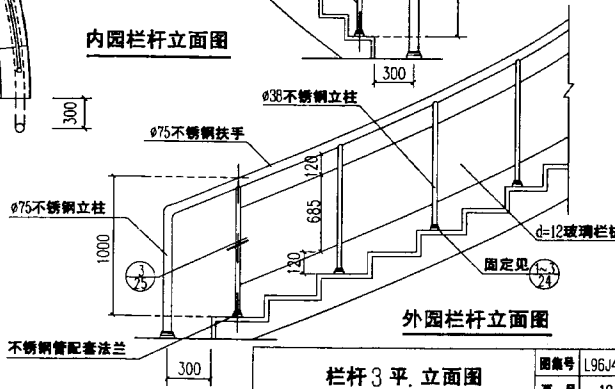 内园栏杆立面图
300
300
ø38不锈钢立柱
ø75不锈钢扶手
120
ø75不锈钢立柱
685
1000
d=12玻璃栏
3
25
120
固定见
1~3
24
外园栏杆立面图
不锈钢管配套法兰
300
栏杆3平.立面图
图集号
L96J4